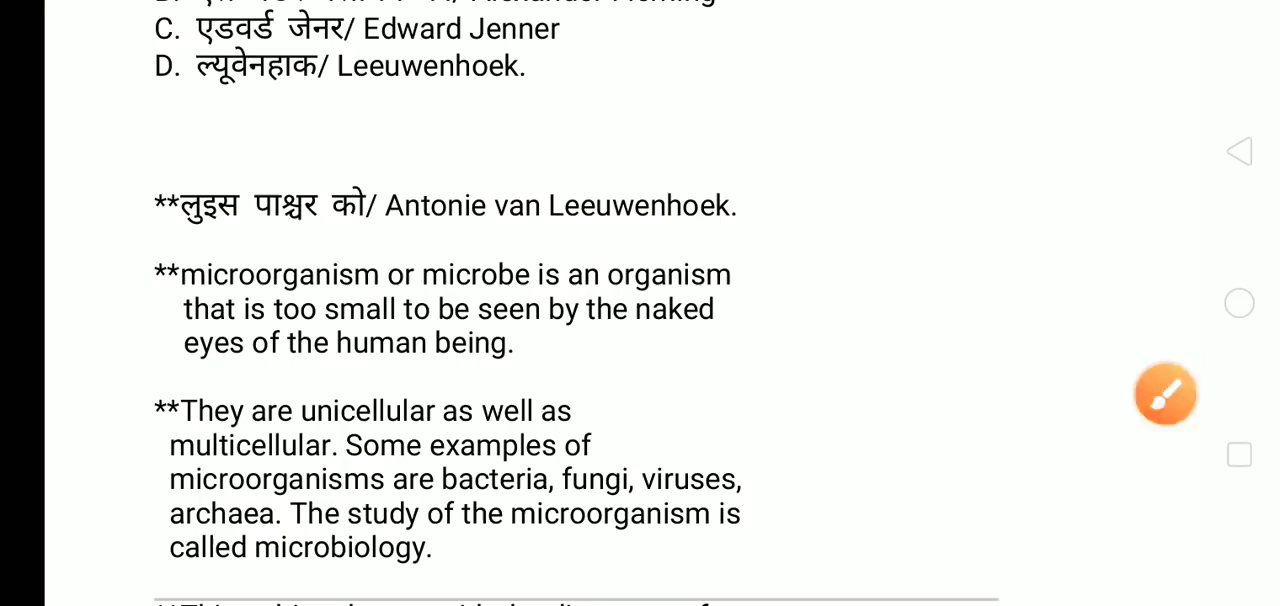 C. एडवर्ड जेनर/ Edward Jenner
D. ल्यूवेनहाक/ Leeuwenhoek.
**लुइस पाश्चर को/ Antonie van Leeuwenhoek.
**microorganism or microbe is an organism
that is too small to be seen by the naked
eyes of the human being.
**They are unicellular as well as
multicellular. Some examples of
microorganisms are bacteria, fungi, viruses,
archaea. The study of the microorganism is
called microbiology.